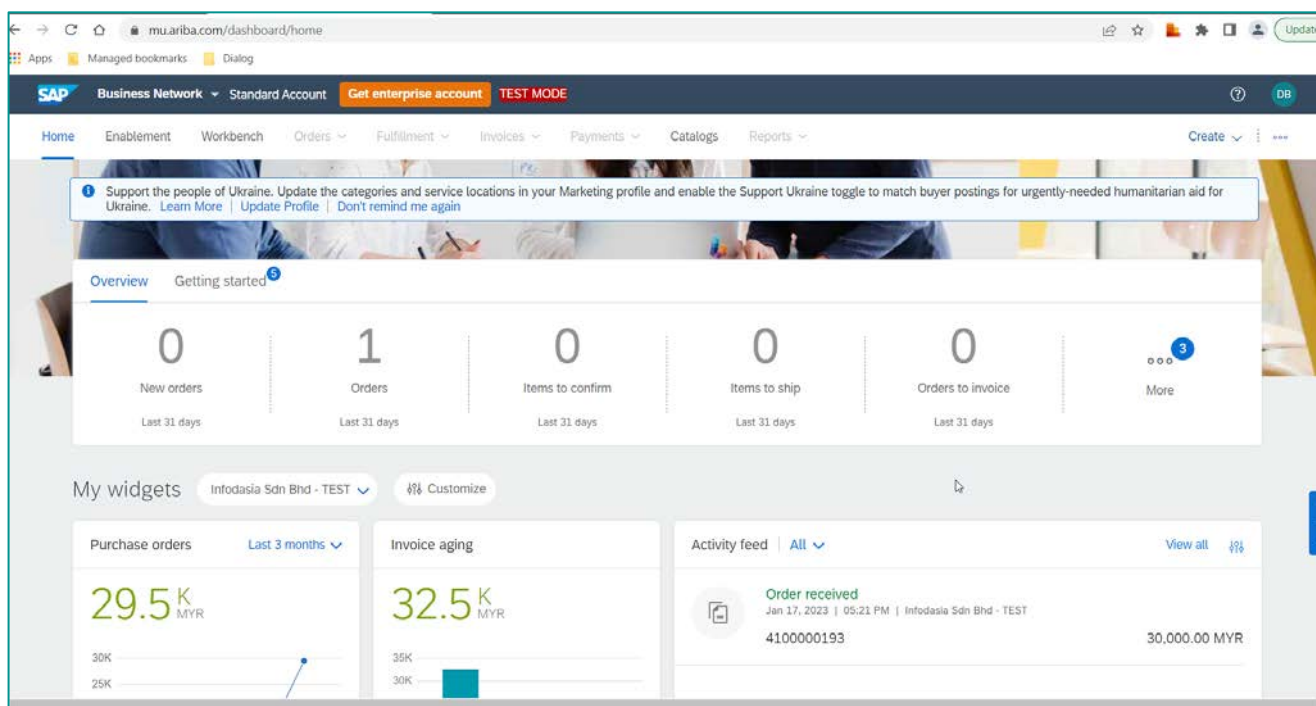 mu.ariba.com/dashboard/home
Update
Apps Managed bookmarks Dialog
SAP Business Network Standard Account Get enterprise account TEST MODE DB
Home Enablement Workbench Orders Fulfillment Invoices Payments Catalogs Reports Create
Support the people of Ukraine. Update the categories and service locations in your Marketing profile and enable the Support Ukraine toggle to match buyer postings for urgently-needed humanitarian aid for
Ukraine. Learn More | Update Profile | Don't remind me again
Overview Getting started 5
0 1 0 0 0 3
New orders Orders Items to confirm Items to ship Orders to invoice More
Last 31 days Last 31 days Last 31 days Last 31 days Last 31 days
My widgets Infodasia Sdn Bhd - TEST Customize
Purchase orders Last 3 months Invoice aging Activity feed All View all
29.5 K MYR 32.5 K MYR
Order received
Jan 17, 2023 | 05:21 PM | Infodasia Sdn Bhd - TEST
4100000193 30,000.00 MYR
30K 35K
25K 30K